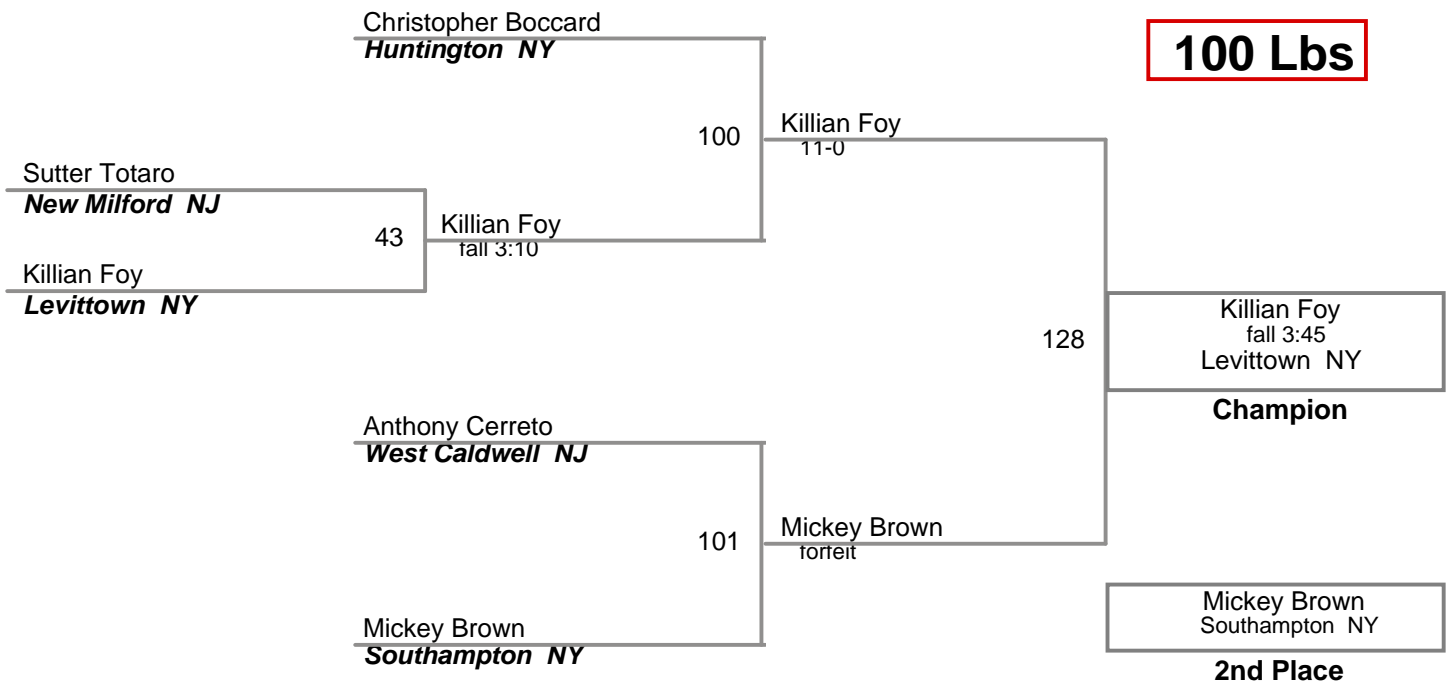 Christopher Boccard
Huntington NY
100 Lbs
100
Killian Foy
11-0
Sutter Totaro
New Milford NJ
43
Killian Foy
fall 3:10
Killian Foy
Levittown NY
128
Killian Foy
fall 3:45
Levittown NY
Champion
Anthony Cerreto
West Caldwell NJ
101
Mickey Brown
forfeit
Mickey Brown
Southampton NY
Mickey Brown
Southampton NY
2nd Place